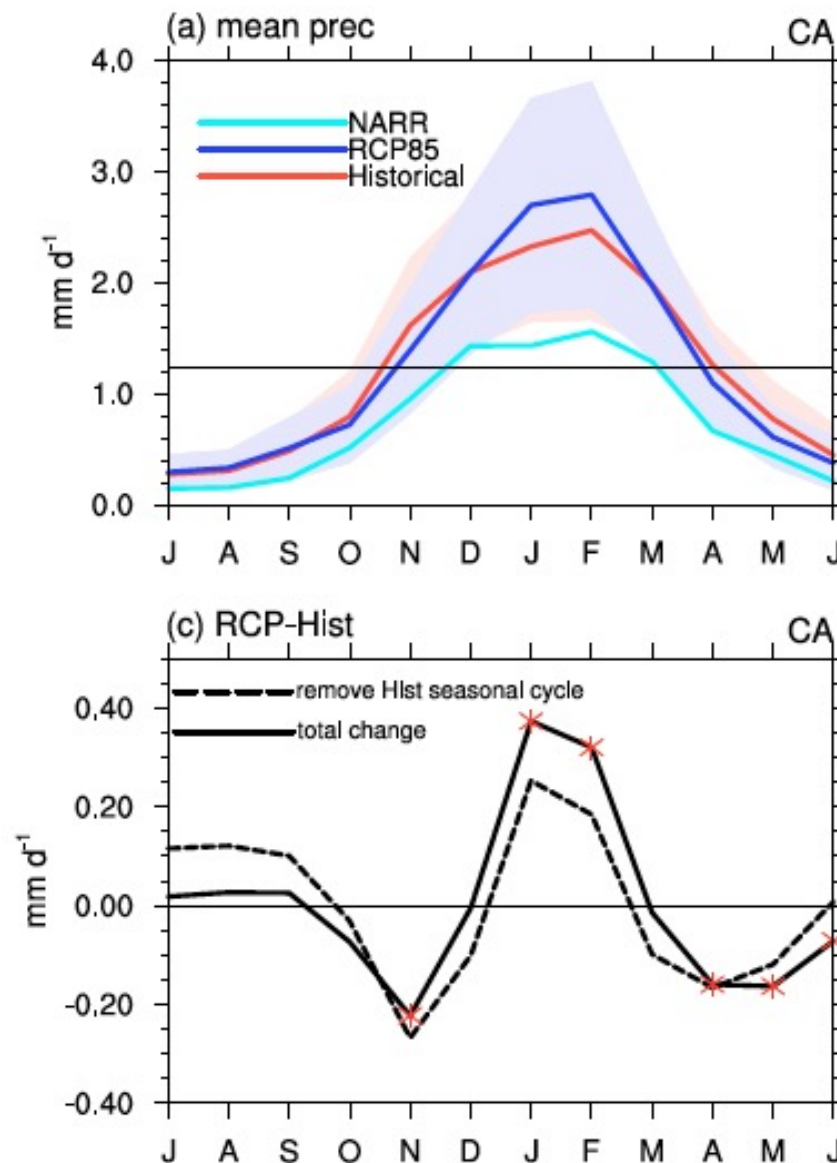 (a) mean prec CA
4.0
NARR
RCP85
3.0
Historical
mm d⁻¹
2.0
1.0
0.0
J A S O N D J F M A M J
(c) RCP-Hist CA
remove HIst seasonal cycle
0.40
total change
0.20
mm d⁻¹
0.00
-0.20
-0.40
J A S O N D J F M A M J